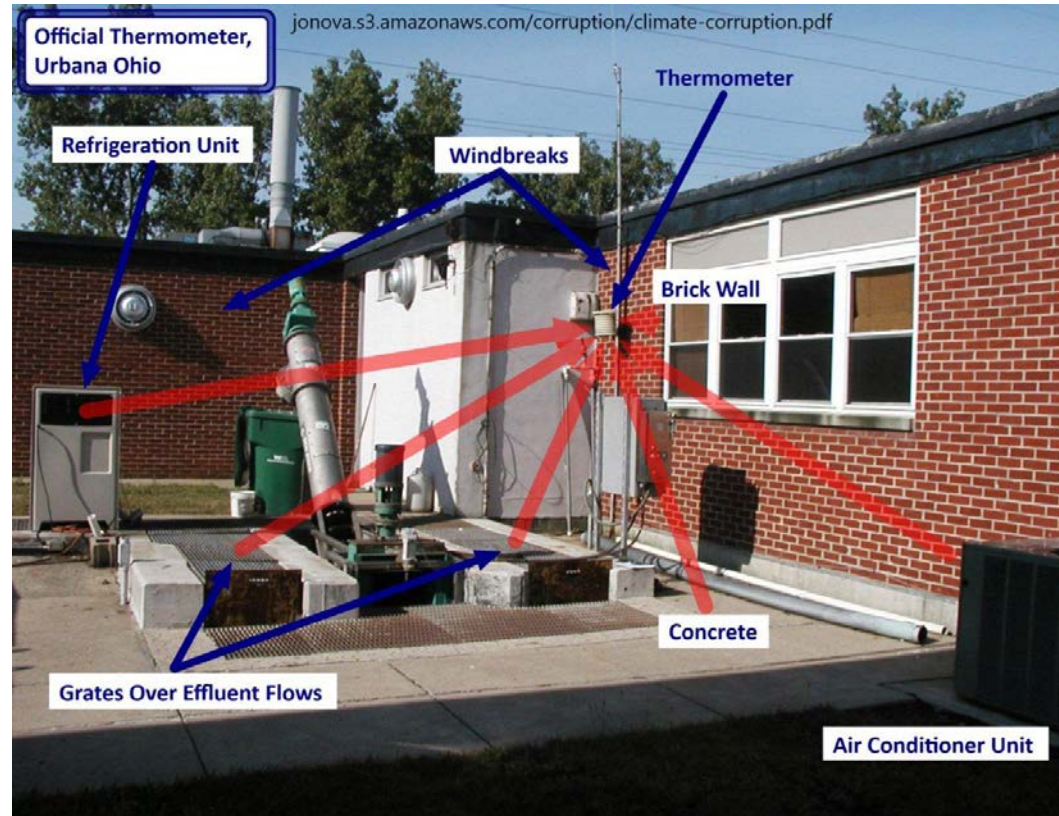 jonova.s3.amazonaws.com/corruption/climate-corruption.pdf
Official Thermometer,
Urbana Ohio
Thermometer
Refrigeration Unit
Windbreaks
Brick Wall
Concrete
Grates Over Effluent Flows
Air Conditioner Unit